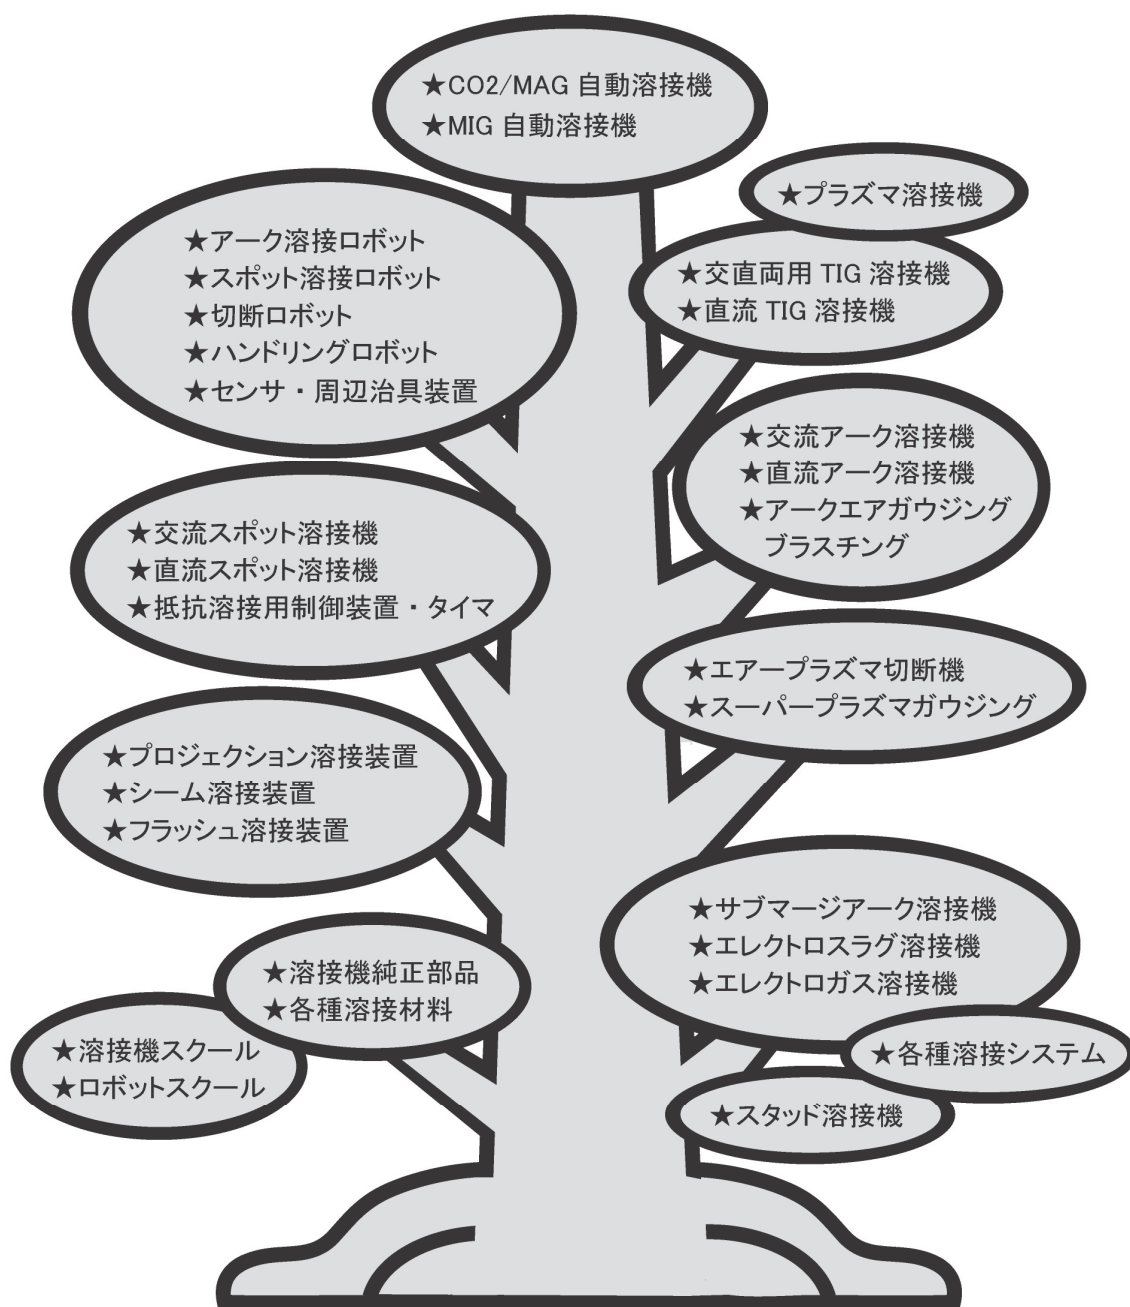 ★CO2/MAG 自動溶接機
★MIG 自動溶接機
★プラズマ溶接機
★アーク溶接ロボット
★スポット溶接ロボット
★切断ロボット
★ハンドリングロボット
★センサ・周辺治具装置
★交直両用 TIG 溶接機
★直流 TIG 溶接機
★交流アーク溶接機
★直流アーク溶接機
★アークエアガウジング
ブラスチング
★交流スポット溶接機
★直流スポット溶接機
★抵抗溶接用制御装置・タイマ
★エアープラズマ切断機
★スーパープラズマガウジング
★プロジェクション溶接装置
★シーム溶接装置
★フラッシュ溶接装置
★サブマージアーク溶接機
★エレクトロスラグ溶接機
★エレクトロガス溶接機
★溶接機純正部品
★各種溶接材料
★溶接機スクール
★ロボットスクール
★各種溶接システム
★スタッド溶接機